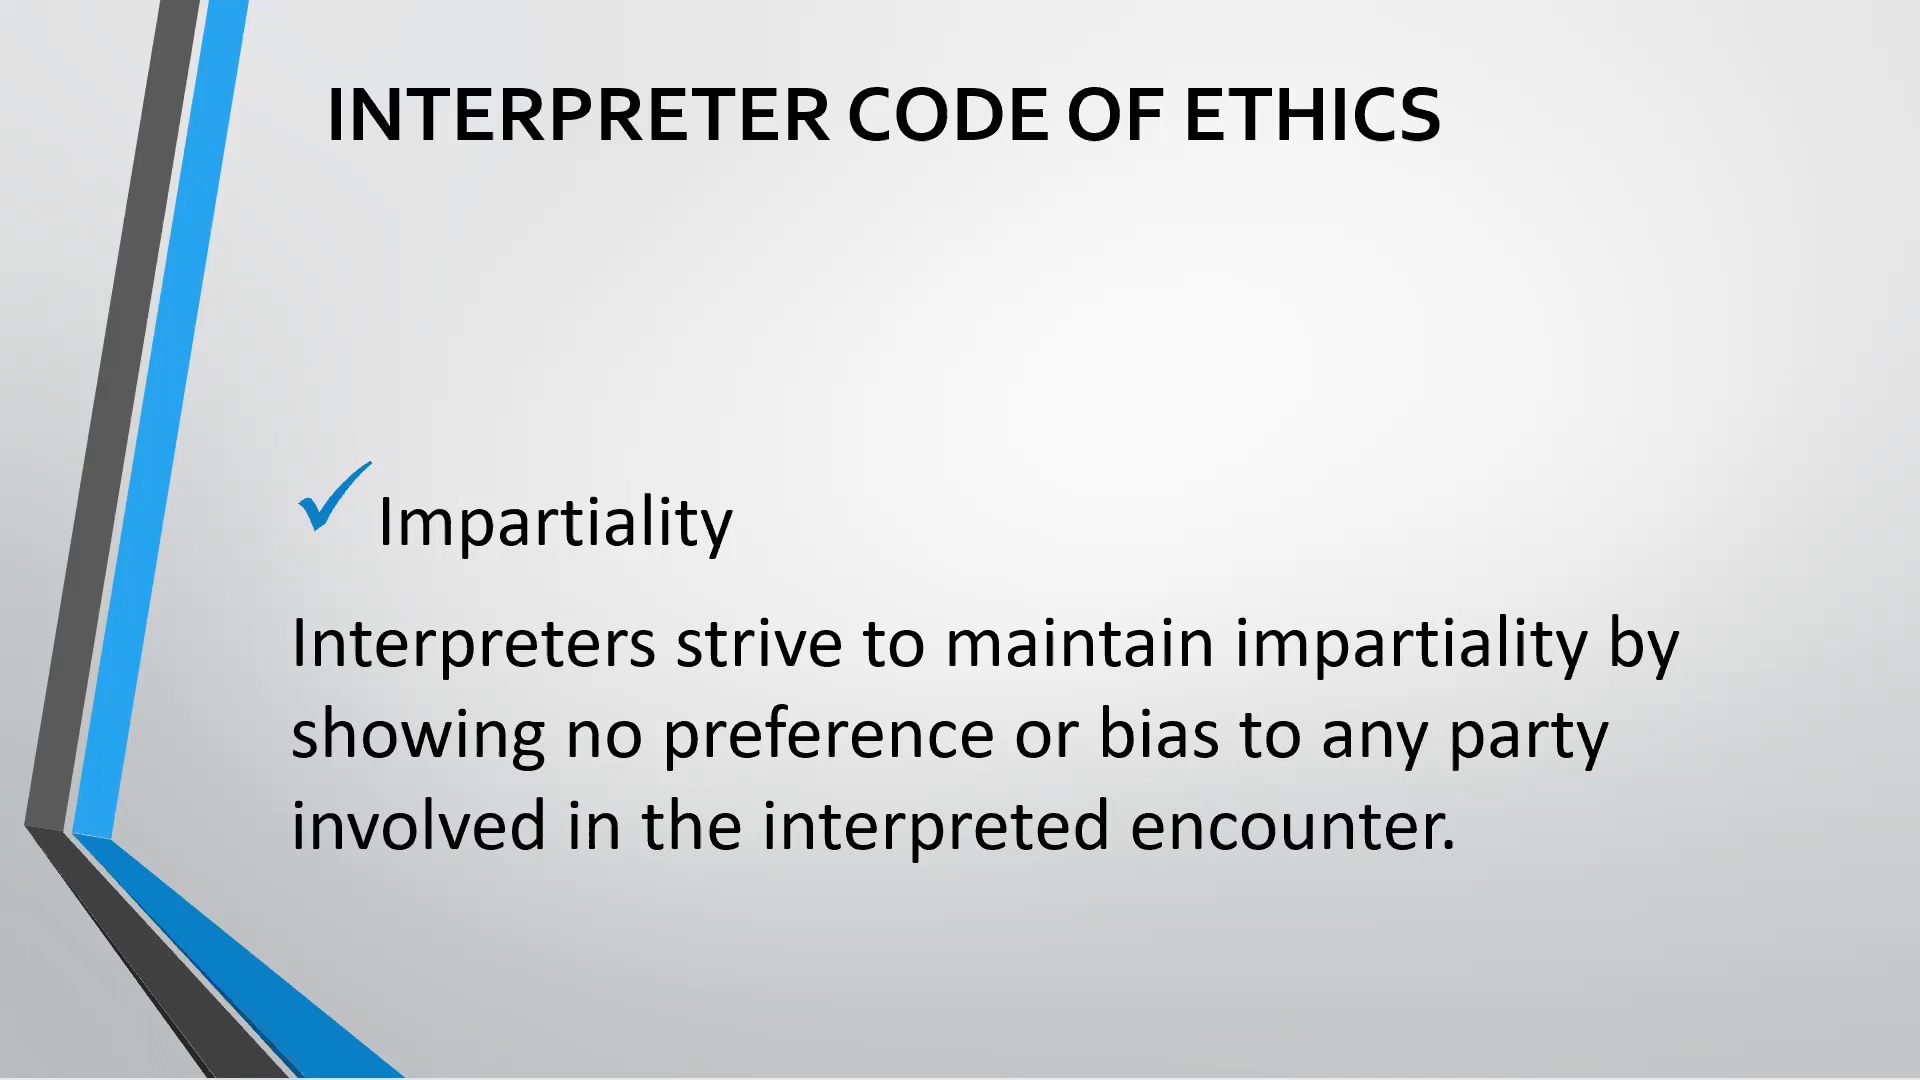 INTERPRETER CODE OF ETHICS
Impartiality
Interpreters strive to maintain impartiality by
showing no preference or bias to any party
involved in the interpreted encounter.